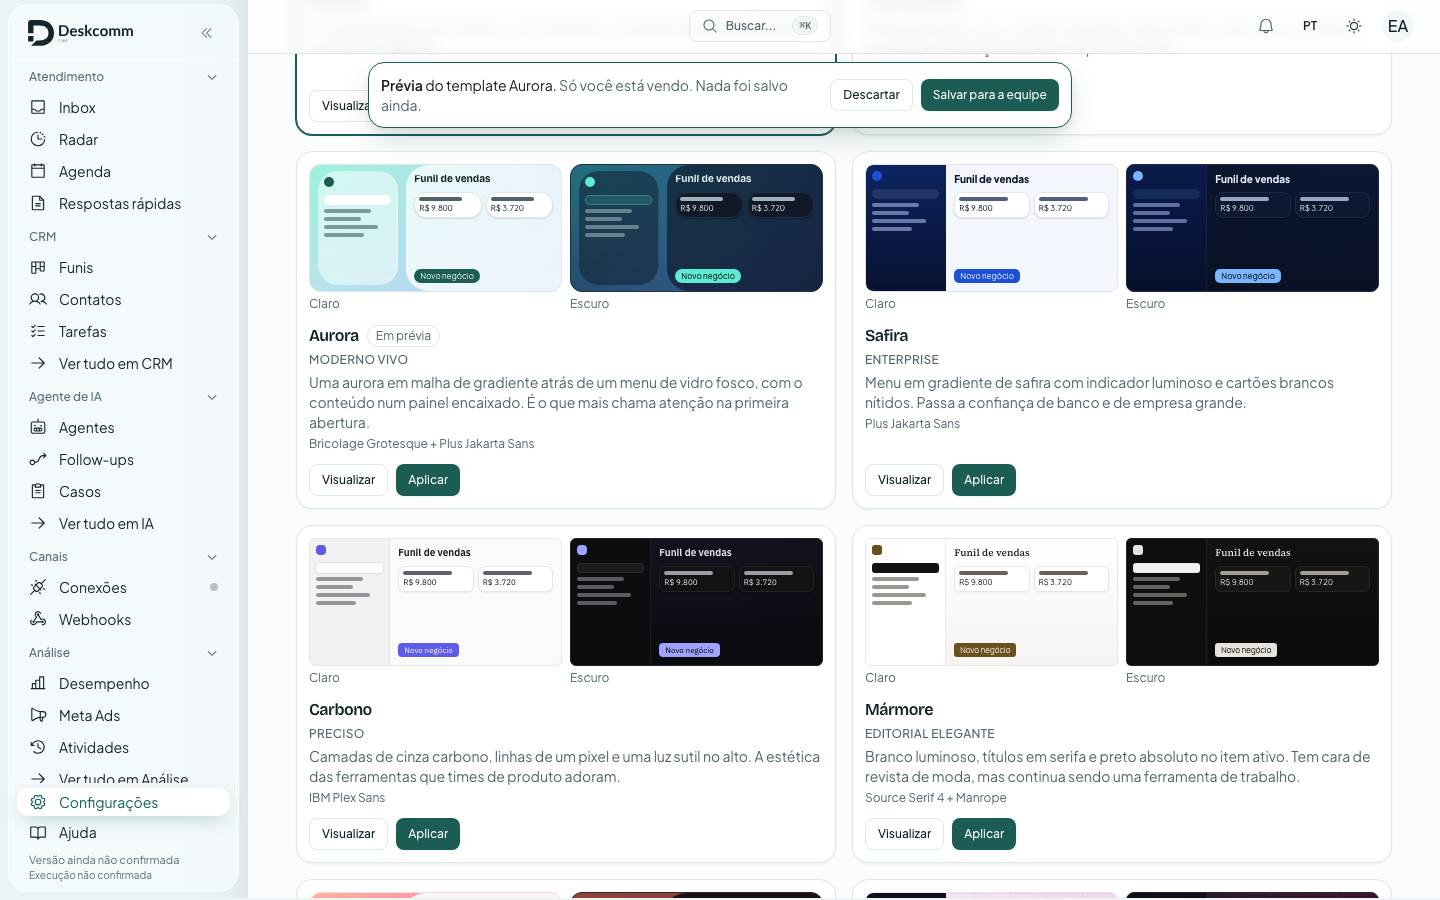 Deskcomm
Atendimento
Inbox
Radar
Agenda
Respostas rápidas
CRM
Funis
Contatos
Tarefas
Ver tudo em CRM
Agente de IA
Agentes
Follow-ups
Casos
Ver tudo em IA
Canais
Conexões
Webhooks
Análise
Desempenho
Meta Ads
Atividades
Ver tudo em Análise
Configurações
Ajuda
Versão ainda não confirmada
Execução não confirmada
Buscar...
⌘K
PT
EA
Prévia do template Aurora. Só você está vendo. Nada foi salvo
ainda.
Descartar
Salvar para a equipe
Funil de vendas
R$ 9.800
R$ 3.720
Novo negócio
Funil de vendas
R$ 9.800
R$ 3.720
Novo negócio
Claro
Escuro
Aurora
Em prévia
MODERNO VIVO
Uma aurora em malha de gradiente atrás de um menu de vidro fosco, com o
conteúdo num painel encaixado. É o que mais chama atenção na primeira
abertura.
Bricolage Grotesque + Plus Jakarta Sans
Visualizar
Aplicar
Funil de vendas
R$ 9.800
R$ 3.720
Novo negócio
Funil de vendas
R$ 9.800
R$ 3.720
Novo negócio
Claro
Escuro
Safira
ENTERPRISE
Menu em gradiente de safira com indicador luminoso e cartões brancos
nítidos. Passa a confiança de banco e de empresa grande.
Plus Jakarta Sans
Visualizar
Aplicar
Funil de vendas
R$ 9.800
R$ 3.720
Novo negócio
Funil de vendas
R$ 9.800
R$ 3.720
Novo negócio
Claro
Escuro
Carbono
PRECISO
Camadas de cinza carbono, linhas de um pixel e uma luz sutil no alto. A estética
das ferramentas que times de produto adoram.
IBM Plex Sans
Visualizar
Aplicar
Funil de vendas
R$ 9.800
R$ 3.720
Novo negócio
Funil de vendas
R$ 9.800
R$ 3.720
Novo negócio
Claro
Escuro
Mármore
EDITORIAL ELEGANTE
Branco luminoso, títulos em serifa e preto absoluto no item ativo. Tem cara de
revista de moda, mas continua sendo uma ferramenta de trabalho.
Source Serif 4 + Manrope
Visualizar
Aplicar